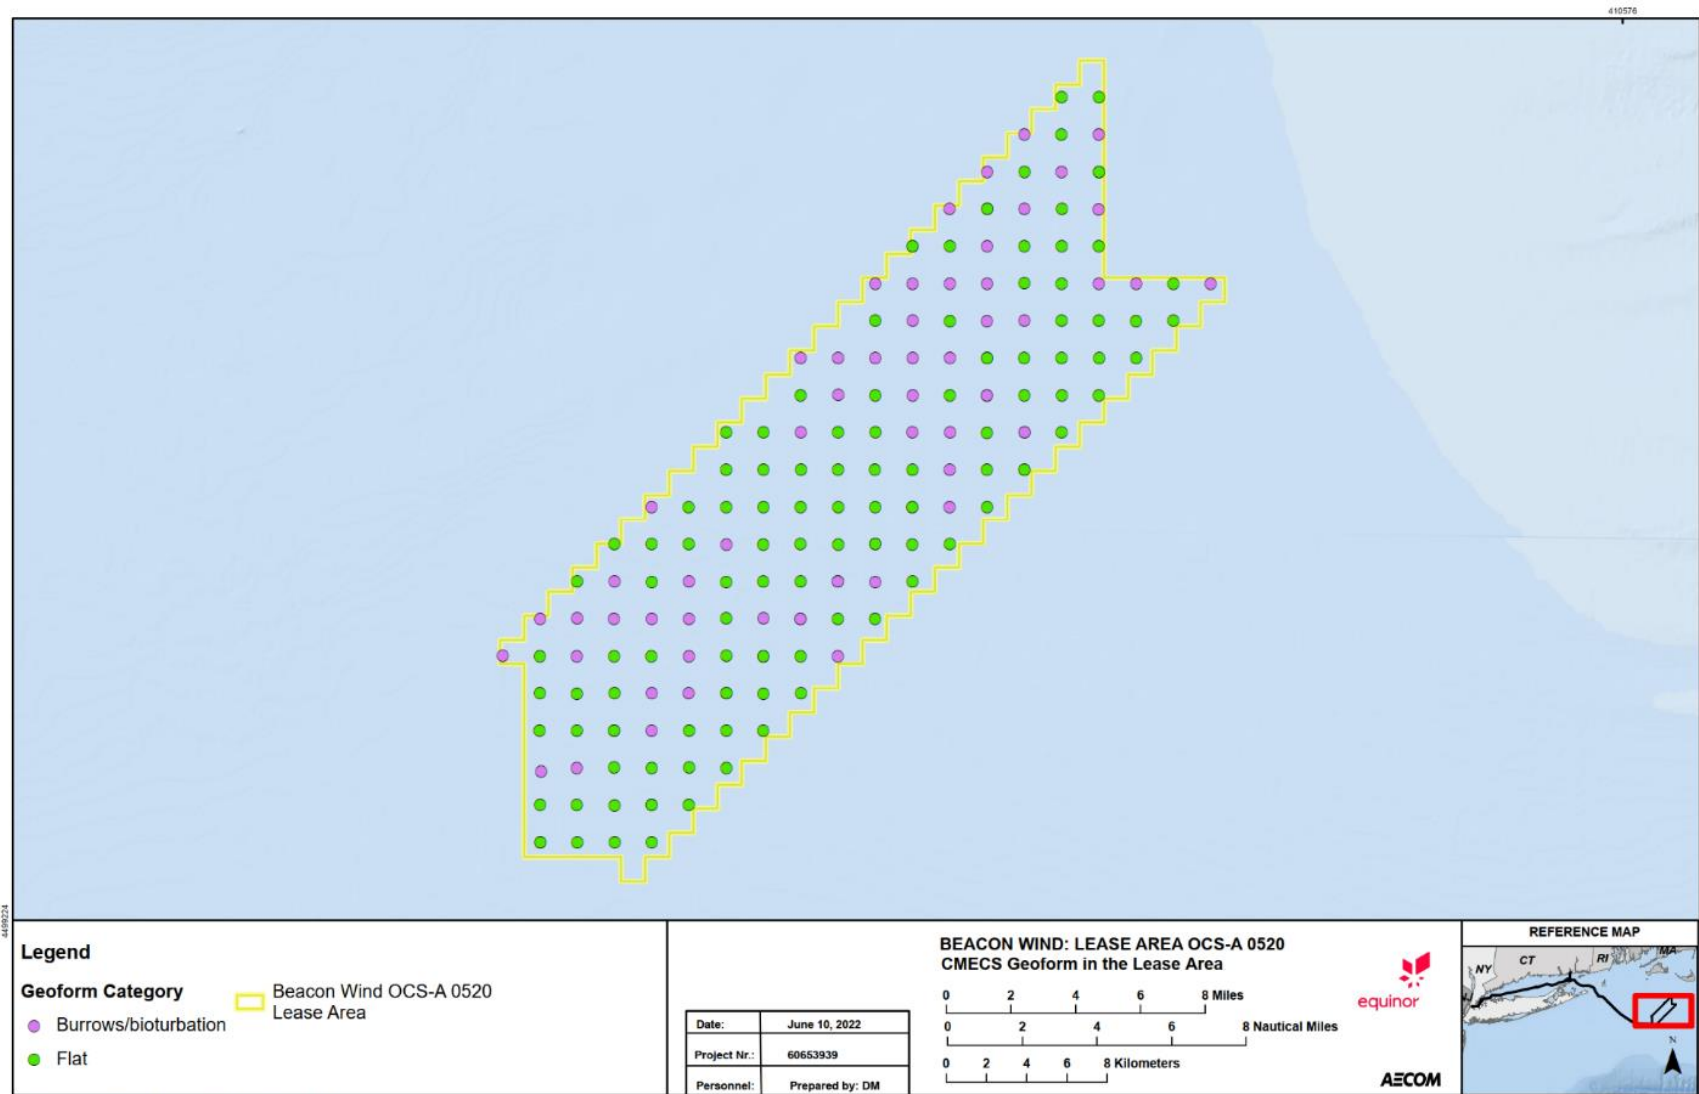 410576
4499224
Legend
Geoform Category
Burrows/bioturbation
Flat
Beacon Wind OCS-A 0520
Lease Area
Date: June 10, 2022
Project Nr.: 60653939
Personnel: Prepared by: DM
BEACON WIND: LEASE AREA OCS-A 0520
CMECS Geoform in the Lease Area
0 2 4 6 8 Miles
0 2 4 6 8 Nautical Miles
0 2 4 6 8 Kilometers
equinor
AECOM
REFERENCE MAP
NY CT RI MA
N